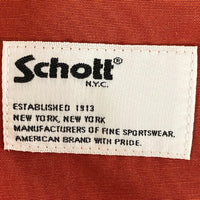 Schott®
N.Y.C.
ESTABLISHED 1913
NEW YORK, NEW YORK
MANUFACTURERS OF FINE SPORTSWEAR.
AMERICAN BRAND WITH PRIDE.